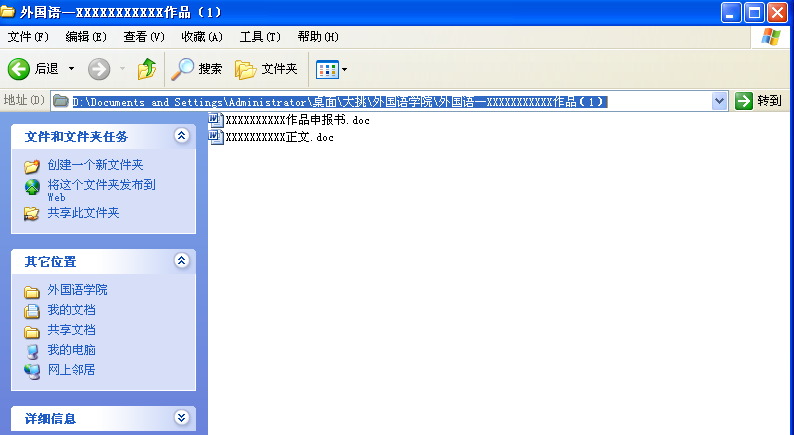 外国语—XXXXXXXXXXX作品（1）
文件(F) 编辑(E) 查看(V) 收藏(A) 工具(T) 帮助(H)
后退 搜索 文件夹
地址(D) D:\Documents and Settings\Administrator\桌面\大挑\外国语学院\外国语—XXXXXXXXXXX作品（1） 转到
文件和文件夹任务
创建一个新文件夹
将这个文件夹发布到
Web
共享此文件夹
其它位置
外国语学院
我的文档
共享文档
我的电脑
网上邻居
详细信息
XXXXXXXXXX作品申报书.doc
XXXXXXXXXX正文.doc